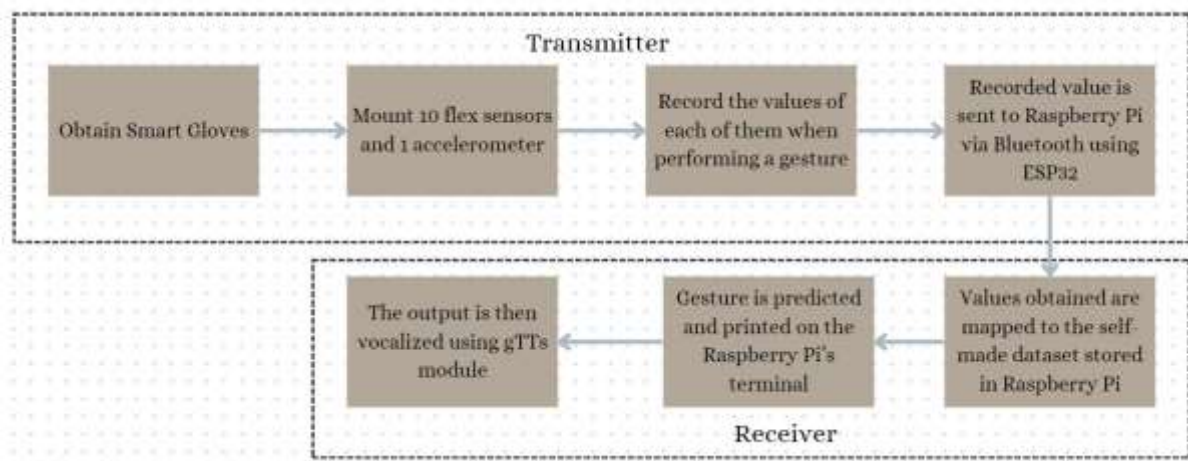 Transmitter
Obtain Smart Gloves
Mount 10 flex sensors
and 1 accelerometer
Record the values of
each of them when
performing a gesture
Recorded value is
sent to Raspberry Pi
via Bluetooth using
ESP32
Values obtained are
mapped to the self-
made dataset stored
in Raspberry Pi
Gesture is predicted
and printed on the
Raspberry Pi's
terminal
The output is then
vocalized using gTTs
module
Receiver